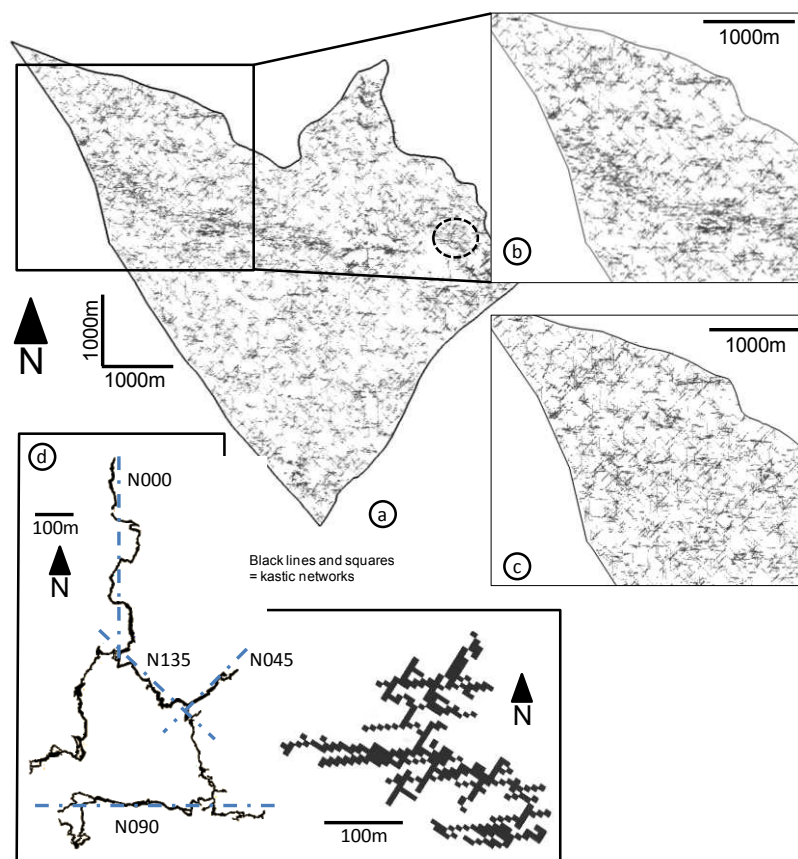 1000m
b
N
1000m
1000m
1000m
d
N000
100m
N
a
Black lines and squares
= kastic networks
c
N135
N045
N
N090
100m